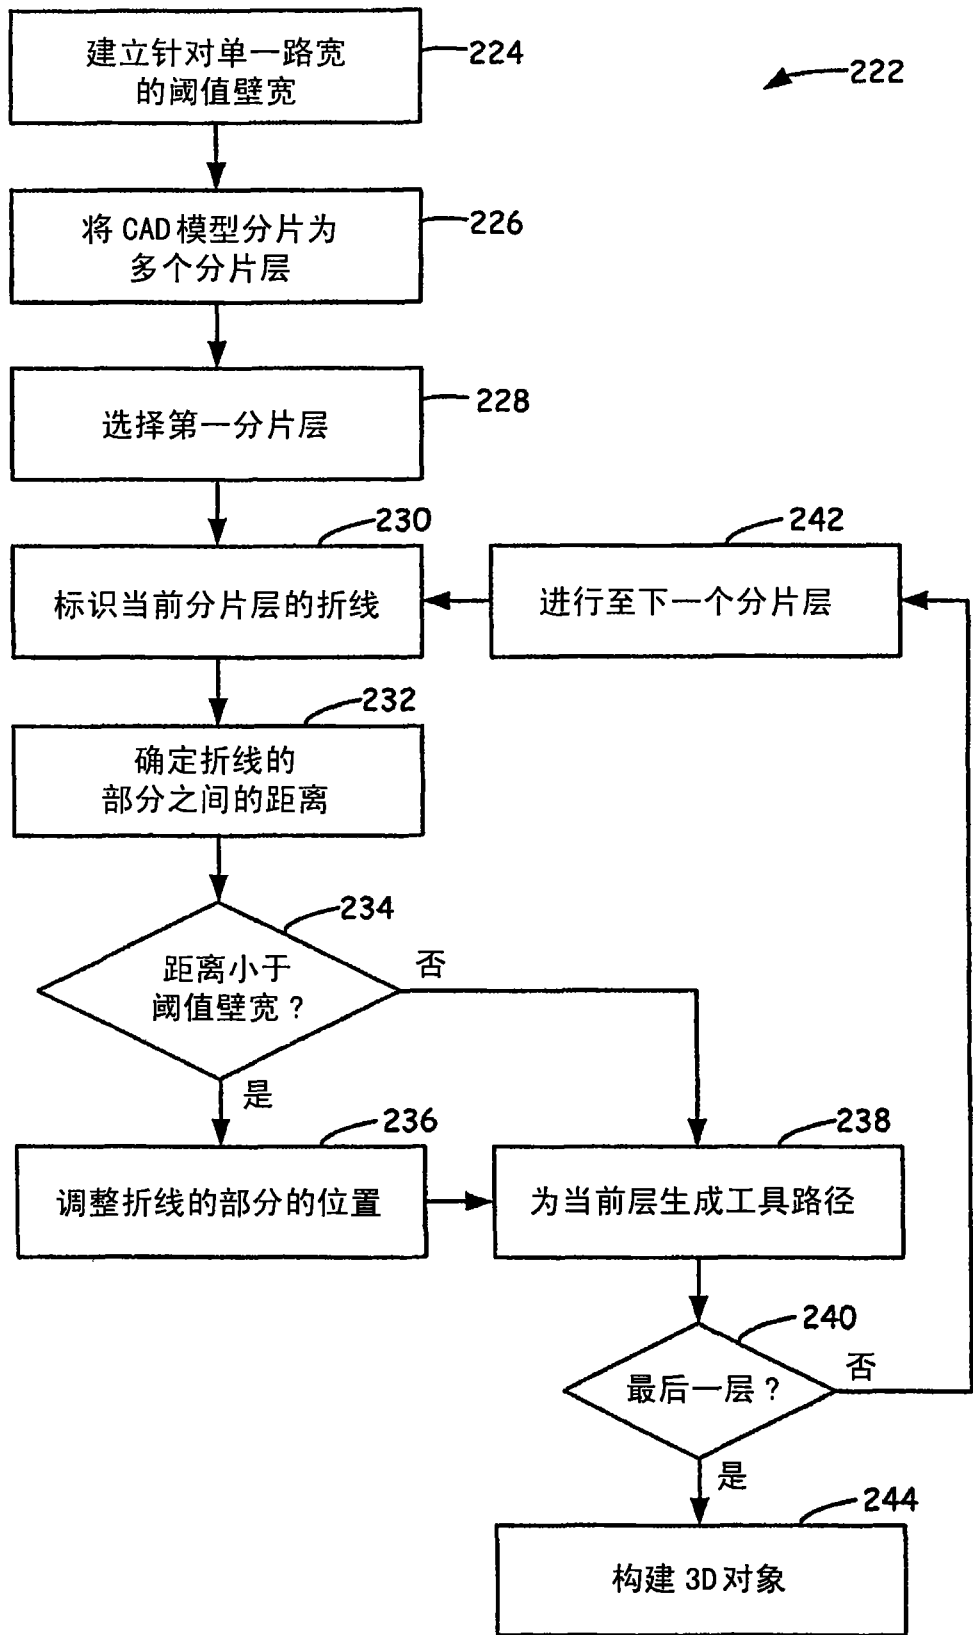 建立针对单一路宽
的阈值壁宽
224
222
将CAD模型分片为
多个分片层
226
选择第一分片层
228
230
标识当前分片层的折线
242
进行至下一个分片层
232
确定折线的
部分之间的距离
234
距离小于
阈值壁宽?
否
是
236
调整折线的部分的位置
238
为当前层生成工具路径
240
最后一层?
否
是
244
构建3D对象